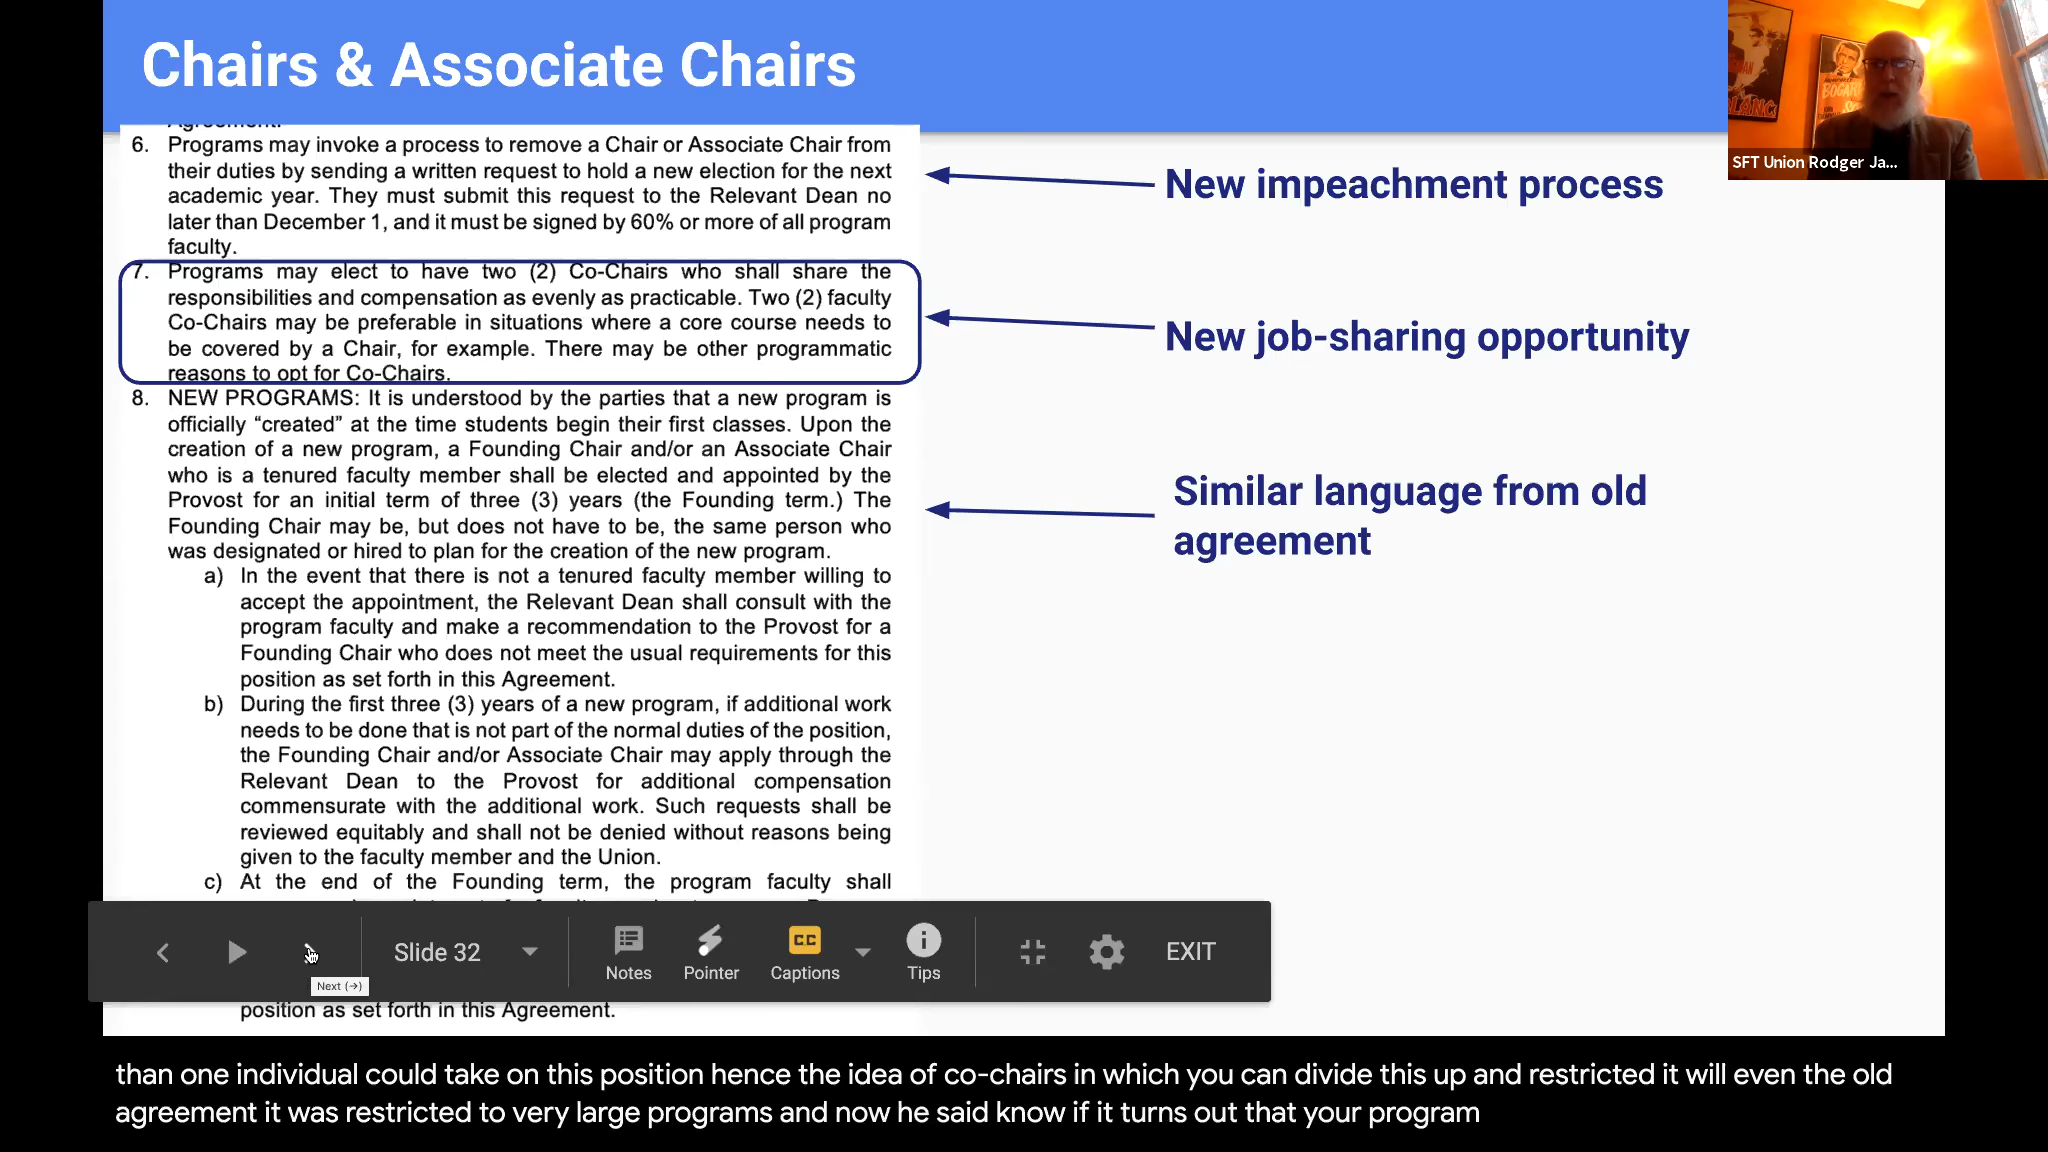 Chairs & Associate Chairs
Agreement.
6. Programs may invoke a process to remove a Chair or Associate Chair from
their duties by sending a written request to hold a new election for the next
academic year. They must submit this request to the Relevant Dean no
later than December 1, and it must be signed by 60% or more of all program
faculty.
7. Programs may elect to have two (2) Co-Chairs who shall share the
responsibilities and compensation as evenly as practicable. Two (2) faculty
Co-Chairs may be preferable in situations where a core course needs to
be covered by a Chair, for example. There may be other programmatic
reasons to opt for Co-Chairs.
8. NEW PROGRAMS: It is understood by the parties that a new program is
officially “created” at the time students begin their first classes. Upon the
creation of a new program, a Founding Chair and/or an Associate Chair
who is a tenured faculty member shall be elected and appointed by the
Provost for an initial term of three (3) years (the Founding term.) The
Founding Chair may be, but does not have to be, the same person who
was designated or hired to plan for the creation of the new program.
a) In the event that there is not a tenured faculty member willing to
accept the appointment, the Relevant Dean shall consult with the
program faculty and make a recommendation to the Provost for a
Founding Chair who does not meet the usual requirements for this
position as set forth in this Agreement.
b) During the first three (3) years of a new program, if additional work
needs to be done that is not part of the normal duties of the position,
the Founding Chair and/or Associate Chair may apply through the
Relevant Dean to the Provost for additional compensation
commensurate with the additional work. Such requests shall be
reviewed equitably and shall not be denied without reasons being
given to the faculty member and the Union.
c) At the end of the Founding term, the program faculty shall
position as set forth in this Agreement.
New impeachment process
New job-sharing opportunity
Similar language from old
agreement
BOGART
SFT Union Rodger Ja...
Slide 32
Notes
Pointer
CC
Captions
Tips
EXIT
Next (→)
than one individual could take on this position hence the idea of co-chairs in which you can divide this up and restricted it will even the old
agreement it was restricted to very large programs and now he said know if it turns out that your program